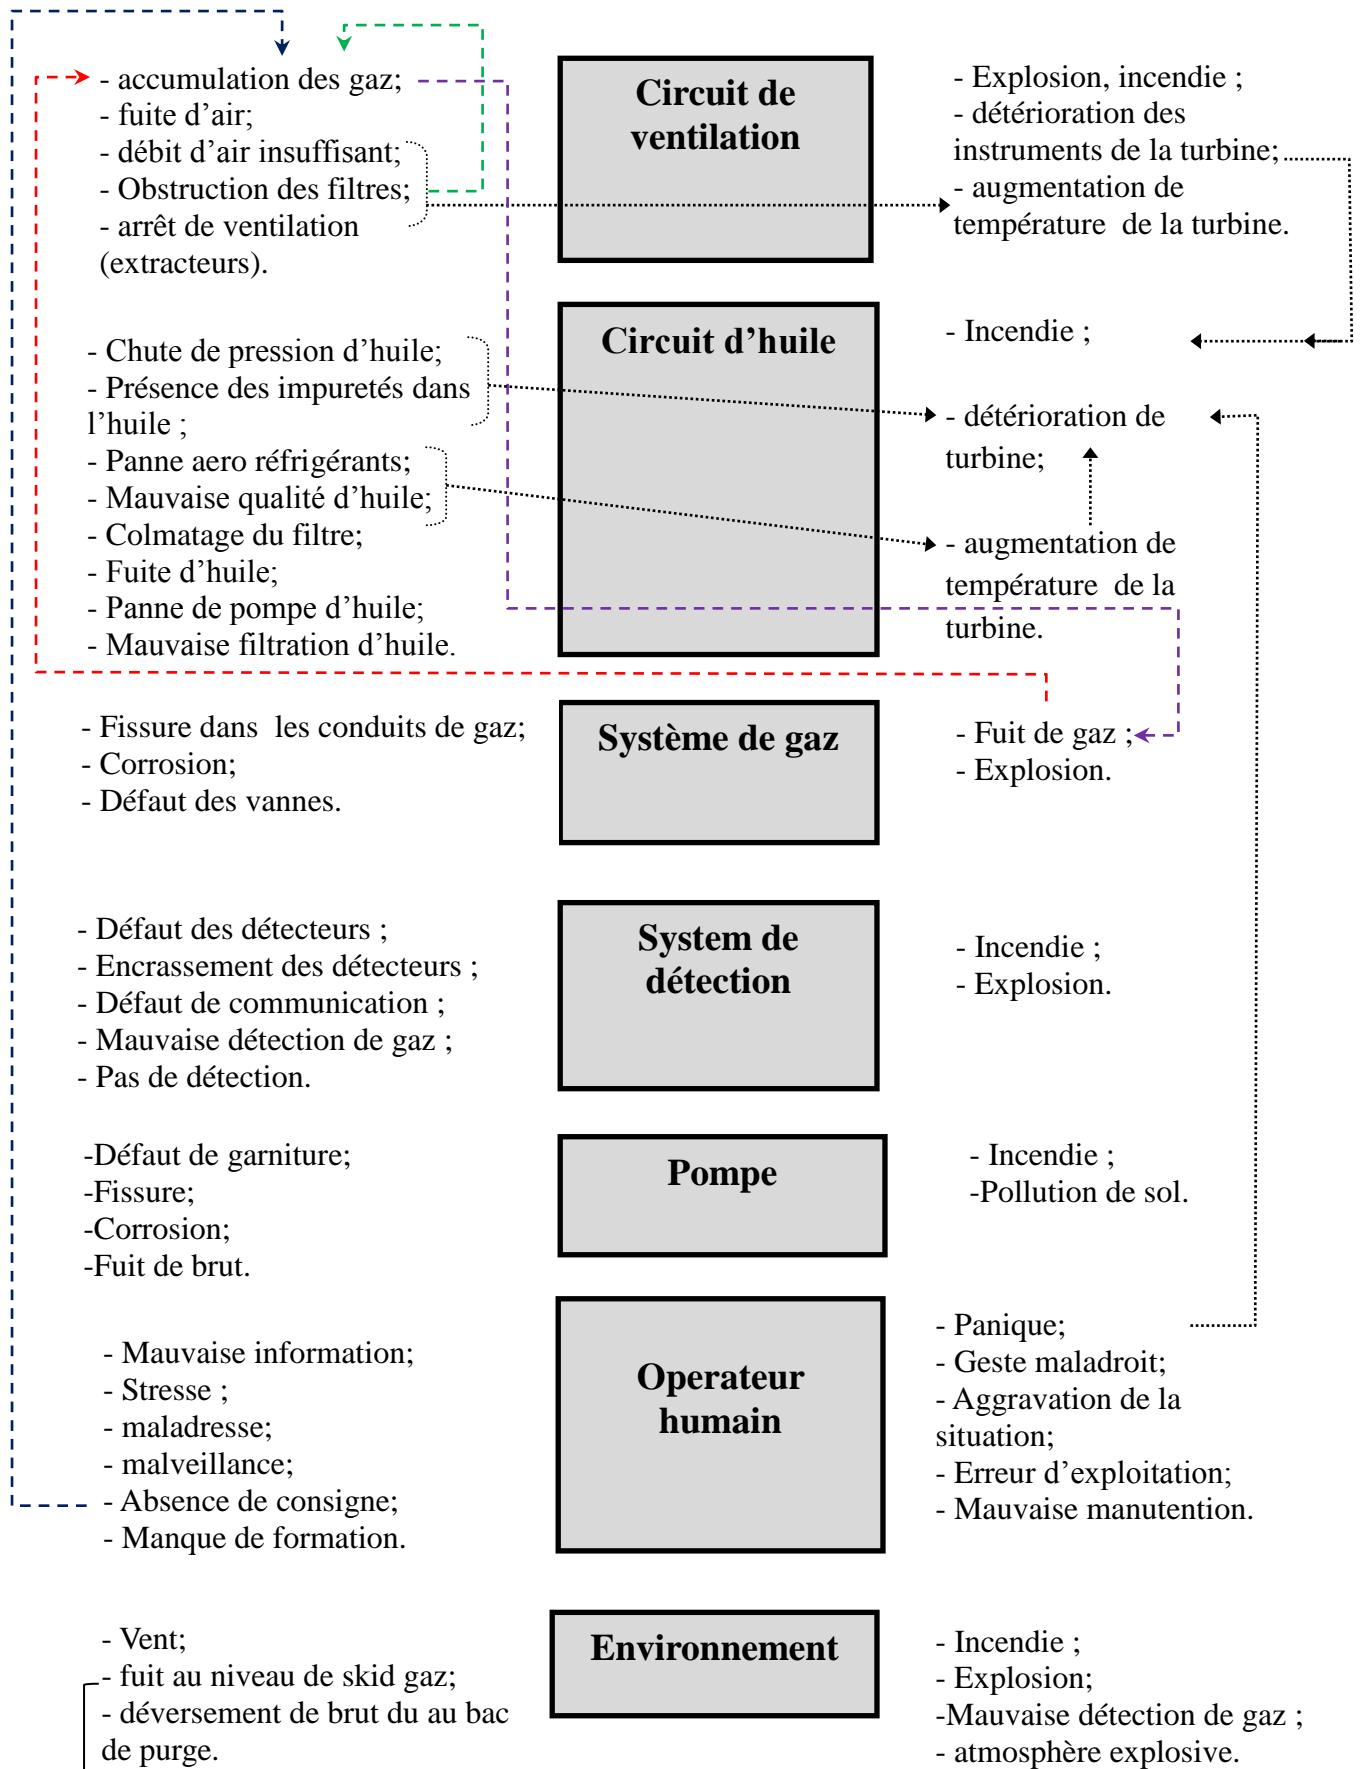 - accumulation des gaz;
- fuite d’air;
- débit d’air insuffisant;
- Obstruction des filtres;
- arrêt de ventilation
(extracteurs).
Circuit de
ventilation
- Explosion, incendie ;
- détérioration des
instruments de la turbine;
- augmentation de
température de la turbine.
- Chute de pression d’huile;
- Présence des impuretés dans
l’huile ;
- Panne aero réfrigérants;
- Mauvaise qualité d’huile;
- Colmatage du filtre;
- Fuite d’huile;
- Panne de pompe d’huile;
- Mauvaise filtration d’huile.
Circuit d’huile
- Incendie ;
- détérioration de
turbine;
- augmentation de
température de la
turbine.
- Fissure dans les conduits de gaz;
- Corrosion;
- Défaut des vannes.
Système de gaz
- Fuit de gaz ;
- Explosion.
- Défaut des détecteurs ;
- Encrassement des détecteurs ;
- Défaut de communication ;
- Mauvaise détection de gaz ;
- Pas de détection.
System de
détection
- Incendie ;
- Explosion.
-Défaut de garniture;
-Fissure;
-Corrosion;
-Fuit de brut.
Pompe
- Incendie ;
-Pollution de sol.
- Mauvaise information;
- Stresse ;
- maladresse;
- malveillance;
- Absence de consigne;
- Manque de formation.
Operateur
humain
- Panique;
- Geste maladroit;
- Aggravation de la
situation;
- Erreur d’exploitation;
- Mauvaise manutention.
- Vent;
- fuit au niveau de skid gaz;
- déversement de brut du au bac
de purge.
Environnement
- Incendie ;
- Explosion;
-Mauvaise détection de gaz ;
- atmosphère explosive.